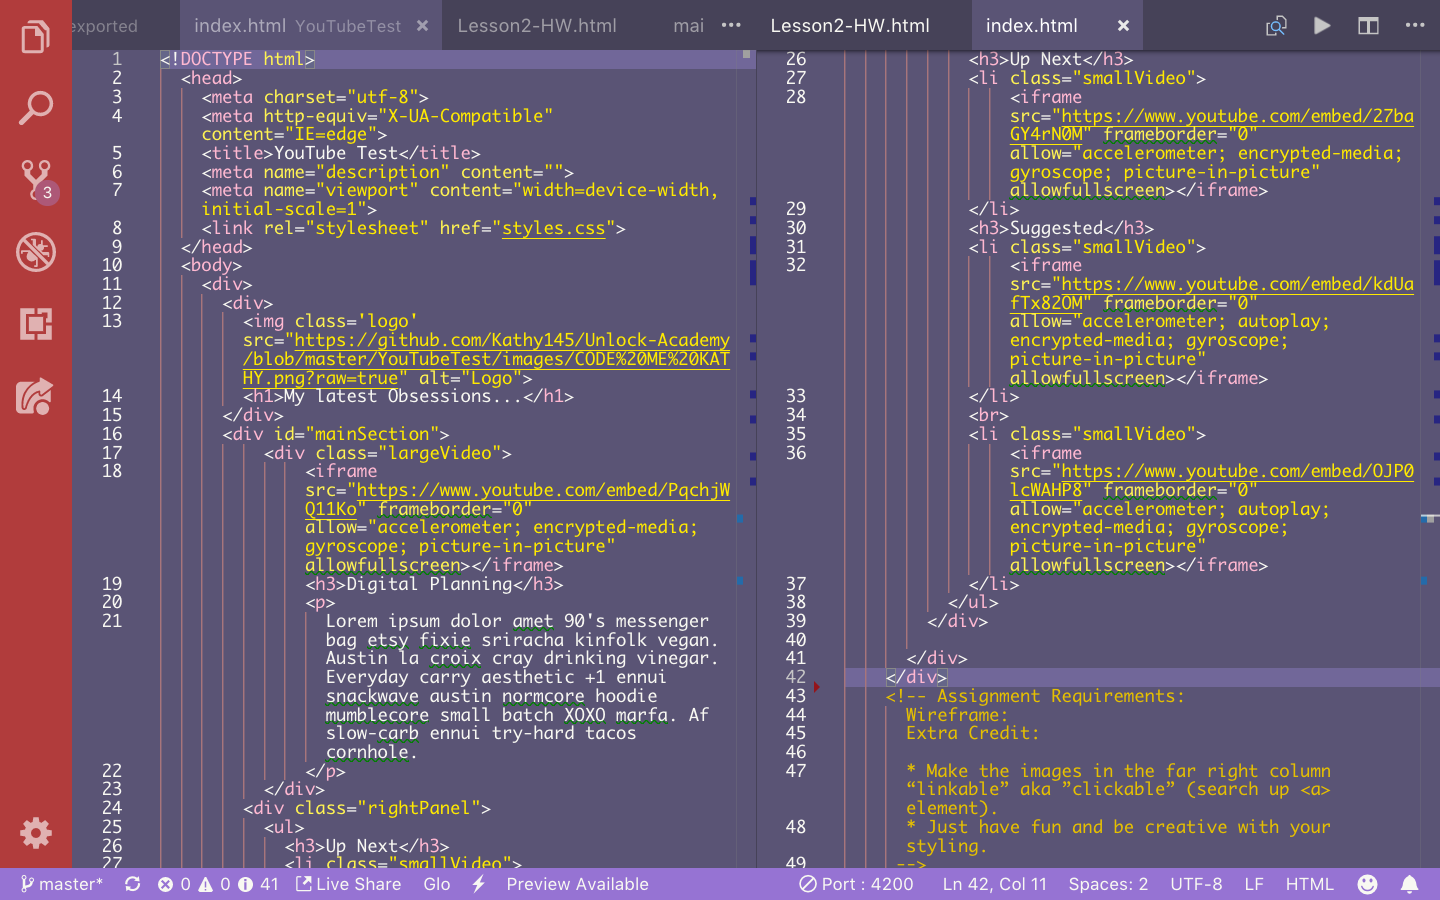 exported
index.html YouTubeTest ×
Lesson2-HW.html
mai ···
Lesson2-HW.html
index.html ×
···
3
1 <!DOCTYPE html>
2 <head>
3 <meta charset="utf-8">
4 <meta http-equiv="X-UA-Compatible"
content="IE=edge">
5 <title>YouTube Test</title>
6 <meta name="description" content="">
7 <meta name="viewport" content="width=device-width,
initial-scale=1">
8 <link rel="stylesheet" href="styles.css">
9 </head>
10 <body>
11 <div>
12 <div>
13 <img class='logo'
src="https://github.com/Kathy145/Unlock-Academy
/blob/master/YouTubeTest/images/CODE%20ME%20KAT
HY.png?raw=true" alt="Logo">
14 <h1>My latest Obsessions...</h1>
15 </div>
16 <div id="mainSection">
17 <div class="largeVideo">
18 <iframe
src="https://www.youtube.com/embed/PqchjW
Q11Ko" frameborder="0"
allow="accelerometer; encrypted-media;
gyroscope; picture-in-picture"
allowfullscreen></iframe>
19 <h3>Digital Planning</h3>
20 <p>
21 Lorem ipsum dolor amet 90's messenger
bag etsy fixie sriracha kinfolk vegan.
Austin la croix cray drinking vinegar.
Everyday carry aesthetic +1 ennui
snackwave austin normcore hoodie
mumblecore small batch XOXO marfa. Af
slow-carb ennui try-hard tacos
cornhole.
22 </p>
23 </div>
24 <div class="rightPanel">
25 <ul>
26 <h3>Up Next</h3>
27 <li class="smallVideo">
26 <h3>Up Next</h3>
27 <li class="smallVideo">
28 <iframe
src="https://www.youtube.com/embed/27ba
GY4rN0M" frameborder="0"
allow="accelerometer; encrypted-media;
gyroscope; picture-in-picture"
allowfullscreen></iframe>
29 </li>
30 <h3>Suggested</h3>
31 <li class="smallVideo">
32 <iframe
src="https://www.youtube.com/embed/kdUa
fTx82OM" frameborder="0"
allow="accelerometer; autoplay;
encrypted-media; gyroscope;
picture-in-picture"
allowfullscreen></iframe>
33 </li>
34 <br>
35 <li class="smallVideo">
36 <iframe
src="https://www.youtube.com/embed/OJP0
lcWAHP8" frameborder="0"
allow="accelerometer; autoplay;
encrypted-media; gyroscope;
picture-in-picture"
allowfullscreen></iframe>
37 </li>
38 </ul>
39 </div>
40
41 </div>
42 </div>
43 <!-- Assignment Requirements:
44 Wireframe:
45 Extra Credit:
46
47 * Make the images in the far right column
“linkable” aka ”clickable” (search up <a>
element).
48 * Just have fun and be creative with your
styling.
49 -->
master* 0 0 41 Live Share Glo Preview Available Port : 4200 Ln 42, Col 11 Spaces: 2 UTF-8 LF HTML